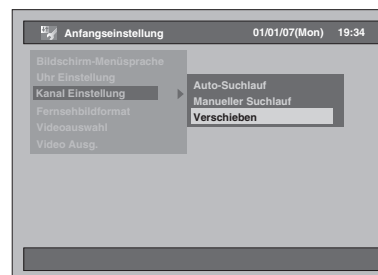 Anfangseinstellung 01/01/07(Mon) 19:34
Bildschirm-Menüsprache
Uhr Einstellung
Kanal Einstellung
Fernsehbildformat
Videoauswahl
Video Ausg.
Auto-Suchlauf
Manueller Suchlauf
Verschieben